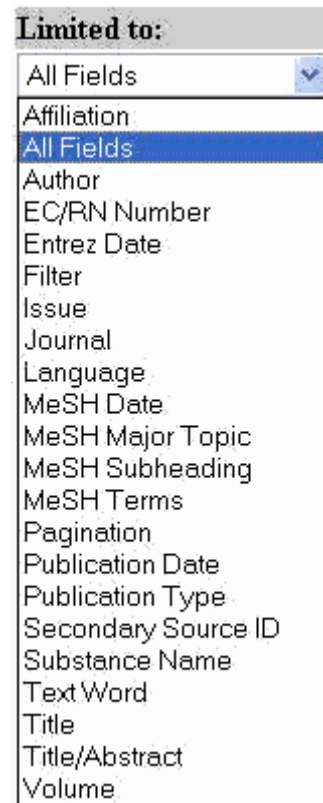 Limited to:
All Fields
Affiliation
All Fields
Author
EC/RN Number
Entrez Date
Filter
Issue
Journal
Language
MeSH Date
MeSH Major Topic
MeSH Subheading
MeSH Terms
Pagination
Publication Date
Publication Type
Secondary Source ID
Substance Name
Text Word
Title
Title/Abstract
Volume